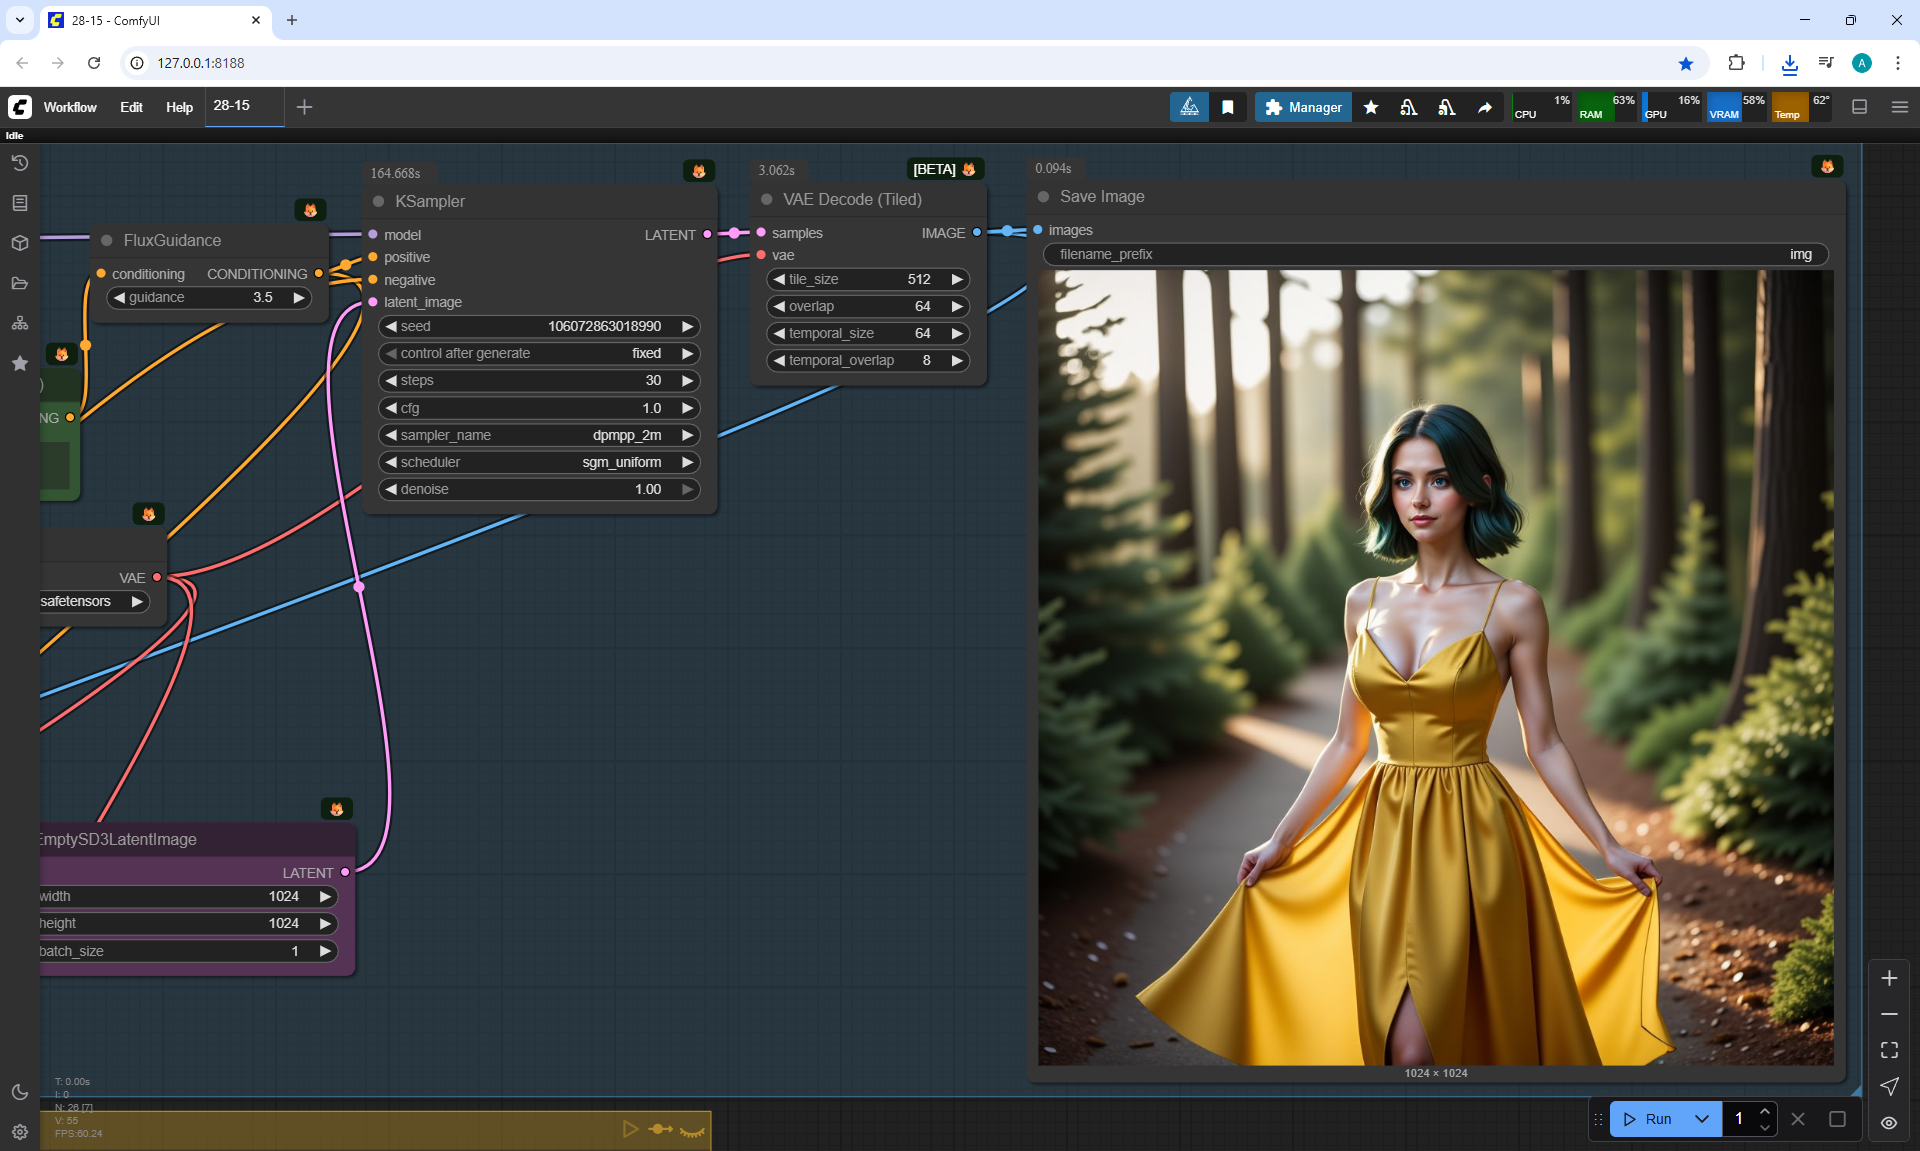 28-15 - ComfyUI
127.0.0.1:8188
Workflow Edit Help 28-15
Manager
CPU 1%
RAM 63%
GPU 16%
VRAM 58%
Temp 62°
A
Idle
FluxGuidance
conditioning CONDITIONING
guidance 3.5
164.668s
KSampler
model LATENT
positive
negative
latent_image
seed 106072863018990
control after generate fixed
steps 30
cfg 1.0
sampler_name dpmpp_2m
scheduler sgm_uniform
denoise 1.00
3.062s
[BETA]
VAE Decode (Tiled)
samples IMAGE
vae
tile_size 512
overlap 64
temporal_size 64
temporal_overlap 8
0.094s
Save Image
images
filename_prefix img
1024 × 1024
)
NG
VAE
safetensors
EmptySD3LatentImage
LATENT
width 1024
height 1024
batch_size 1
T: 0.00s
I: 0
N: 26 [7]
V: 55
FPS:60.24
Run 1